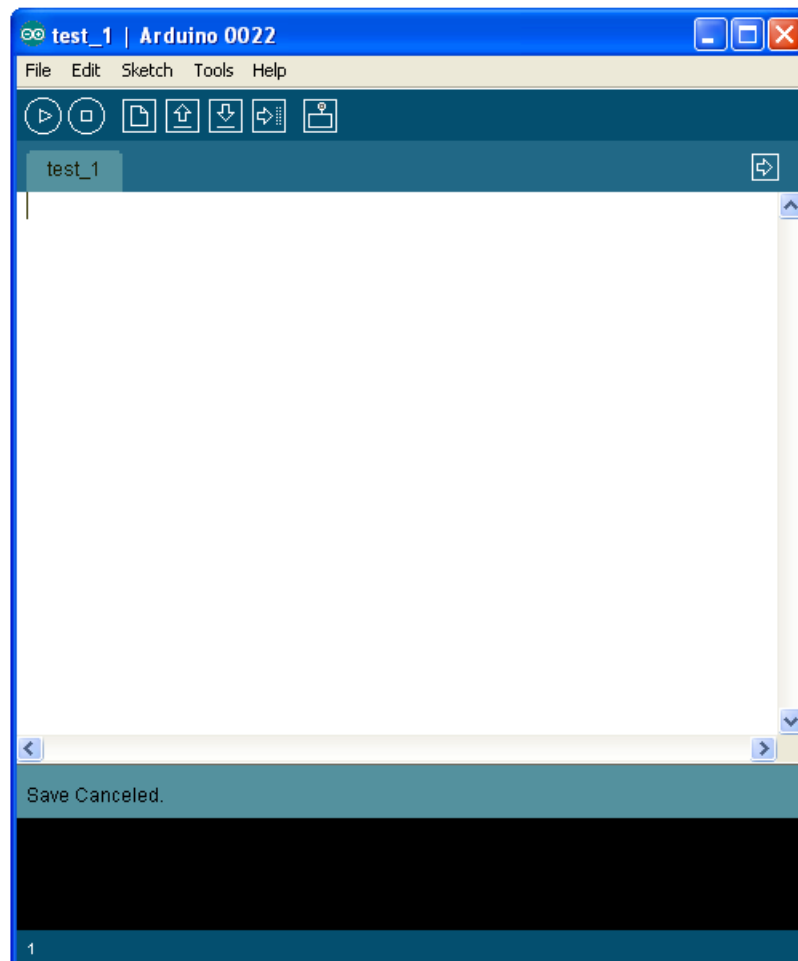 test_1 | Arduino 0022
File Edit Sketch Tools Help
test_1
Save Canceled.
1